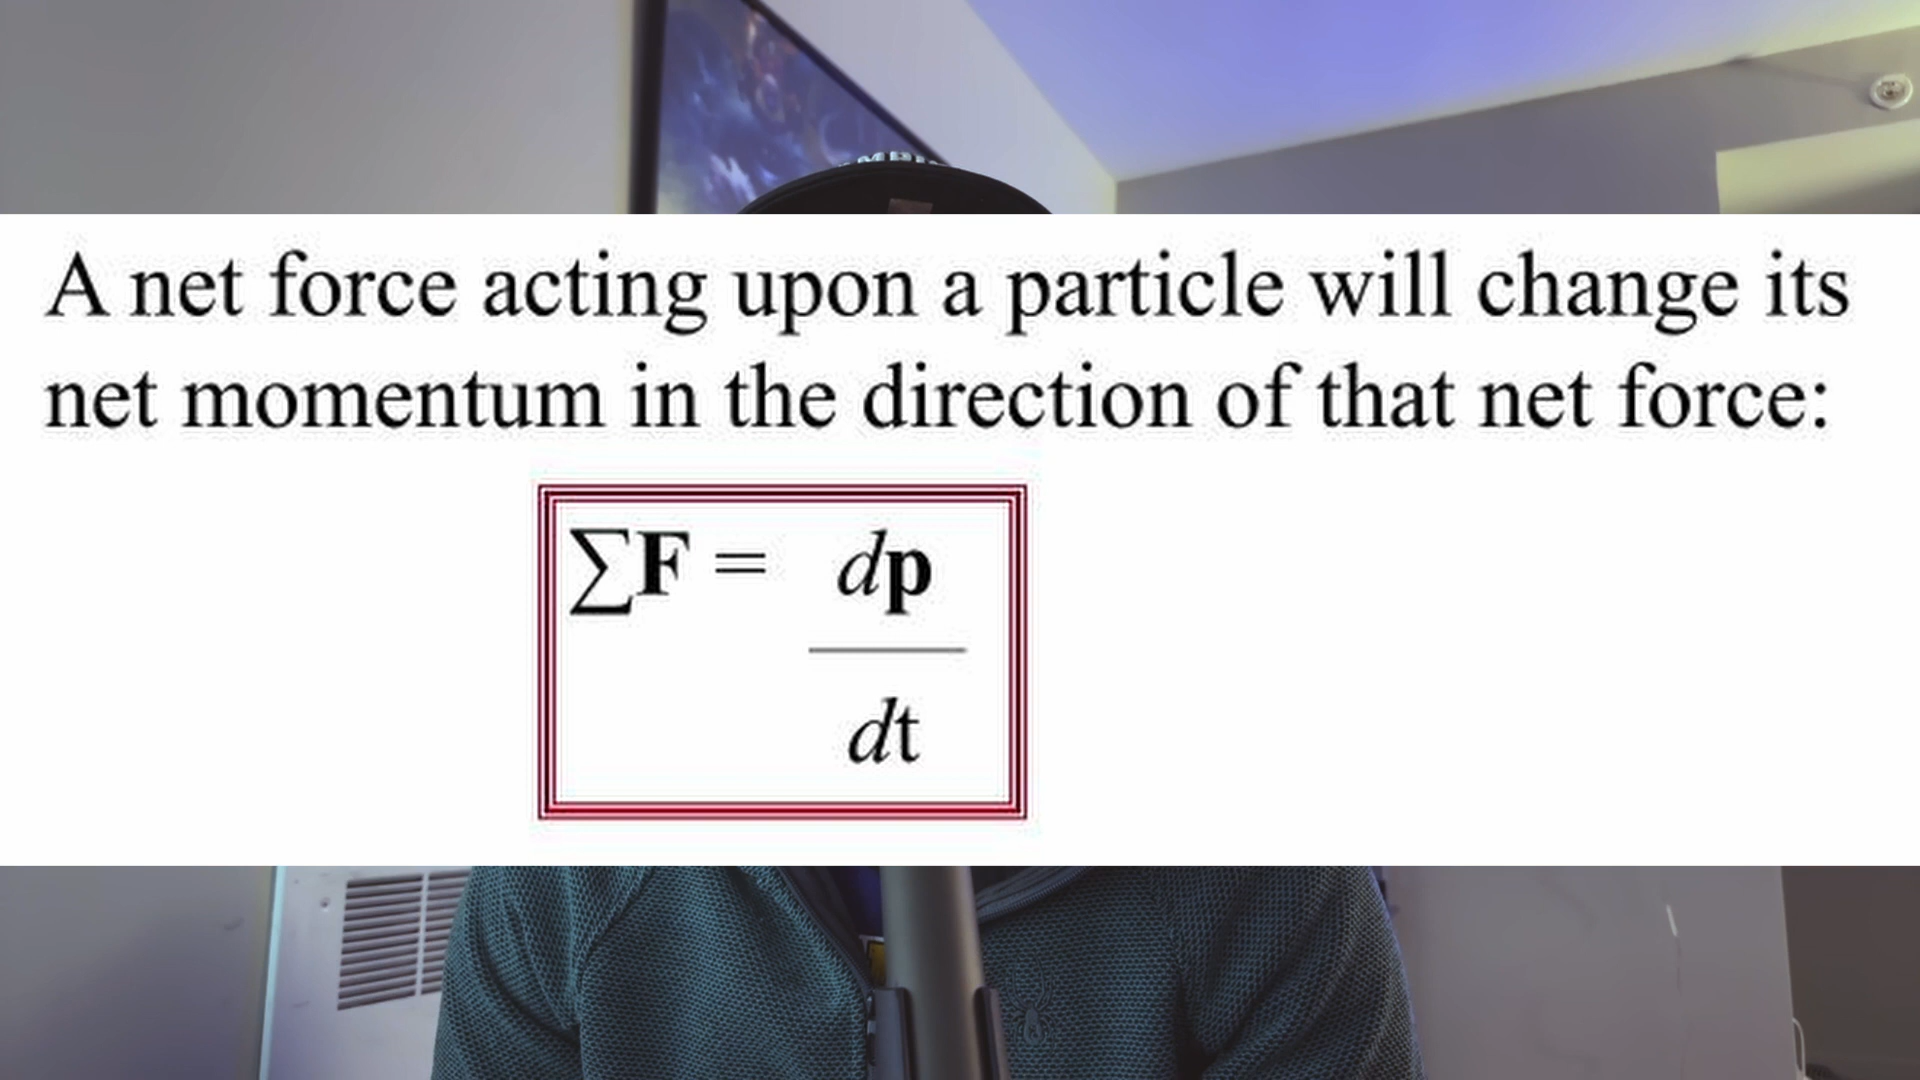 A net force acting upon a particle will change its
net momentum in the direction of that net force:
∑F = dp
dt